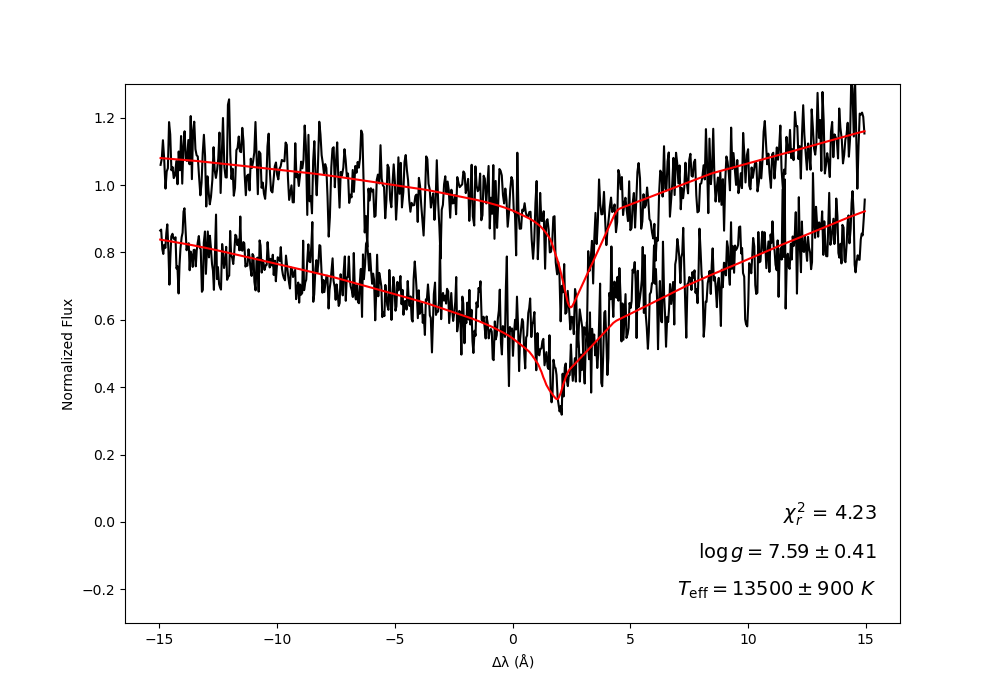 1.2
1.0
0.8
0.6
0.4
0.2
0.0
−0.2
Normalized Flux
χ²ᵣ = 4.23
log g = 7.59 ± 0.41
T_eff = 13500 ± 900 K
−15 −10 −5 0 5 10 15
Δλ (Å)